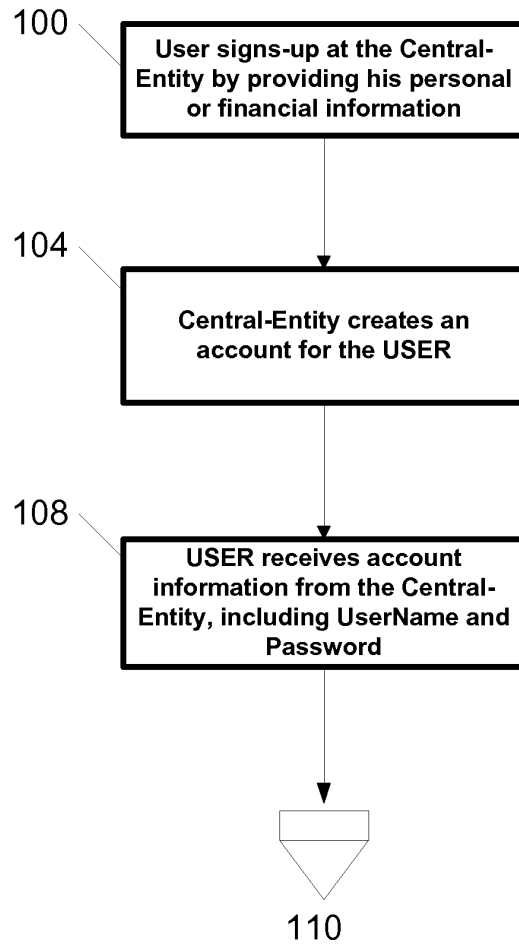 100
User signs-up at the Central-
Entity by providing his personal
or financial information
104
Central-Entity creates an
account for the USER
108
USER receives account
information from the Central-
Entity, including UserName and
Password
110